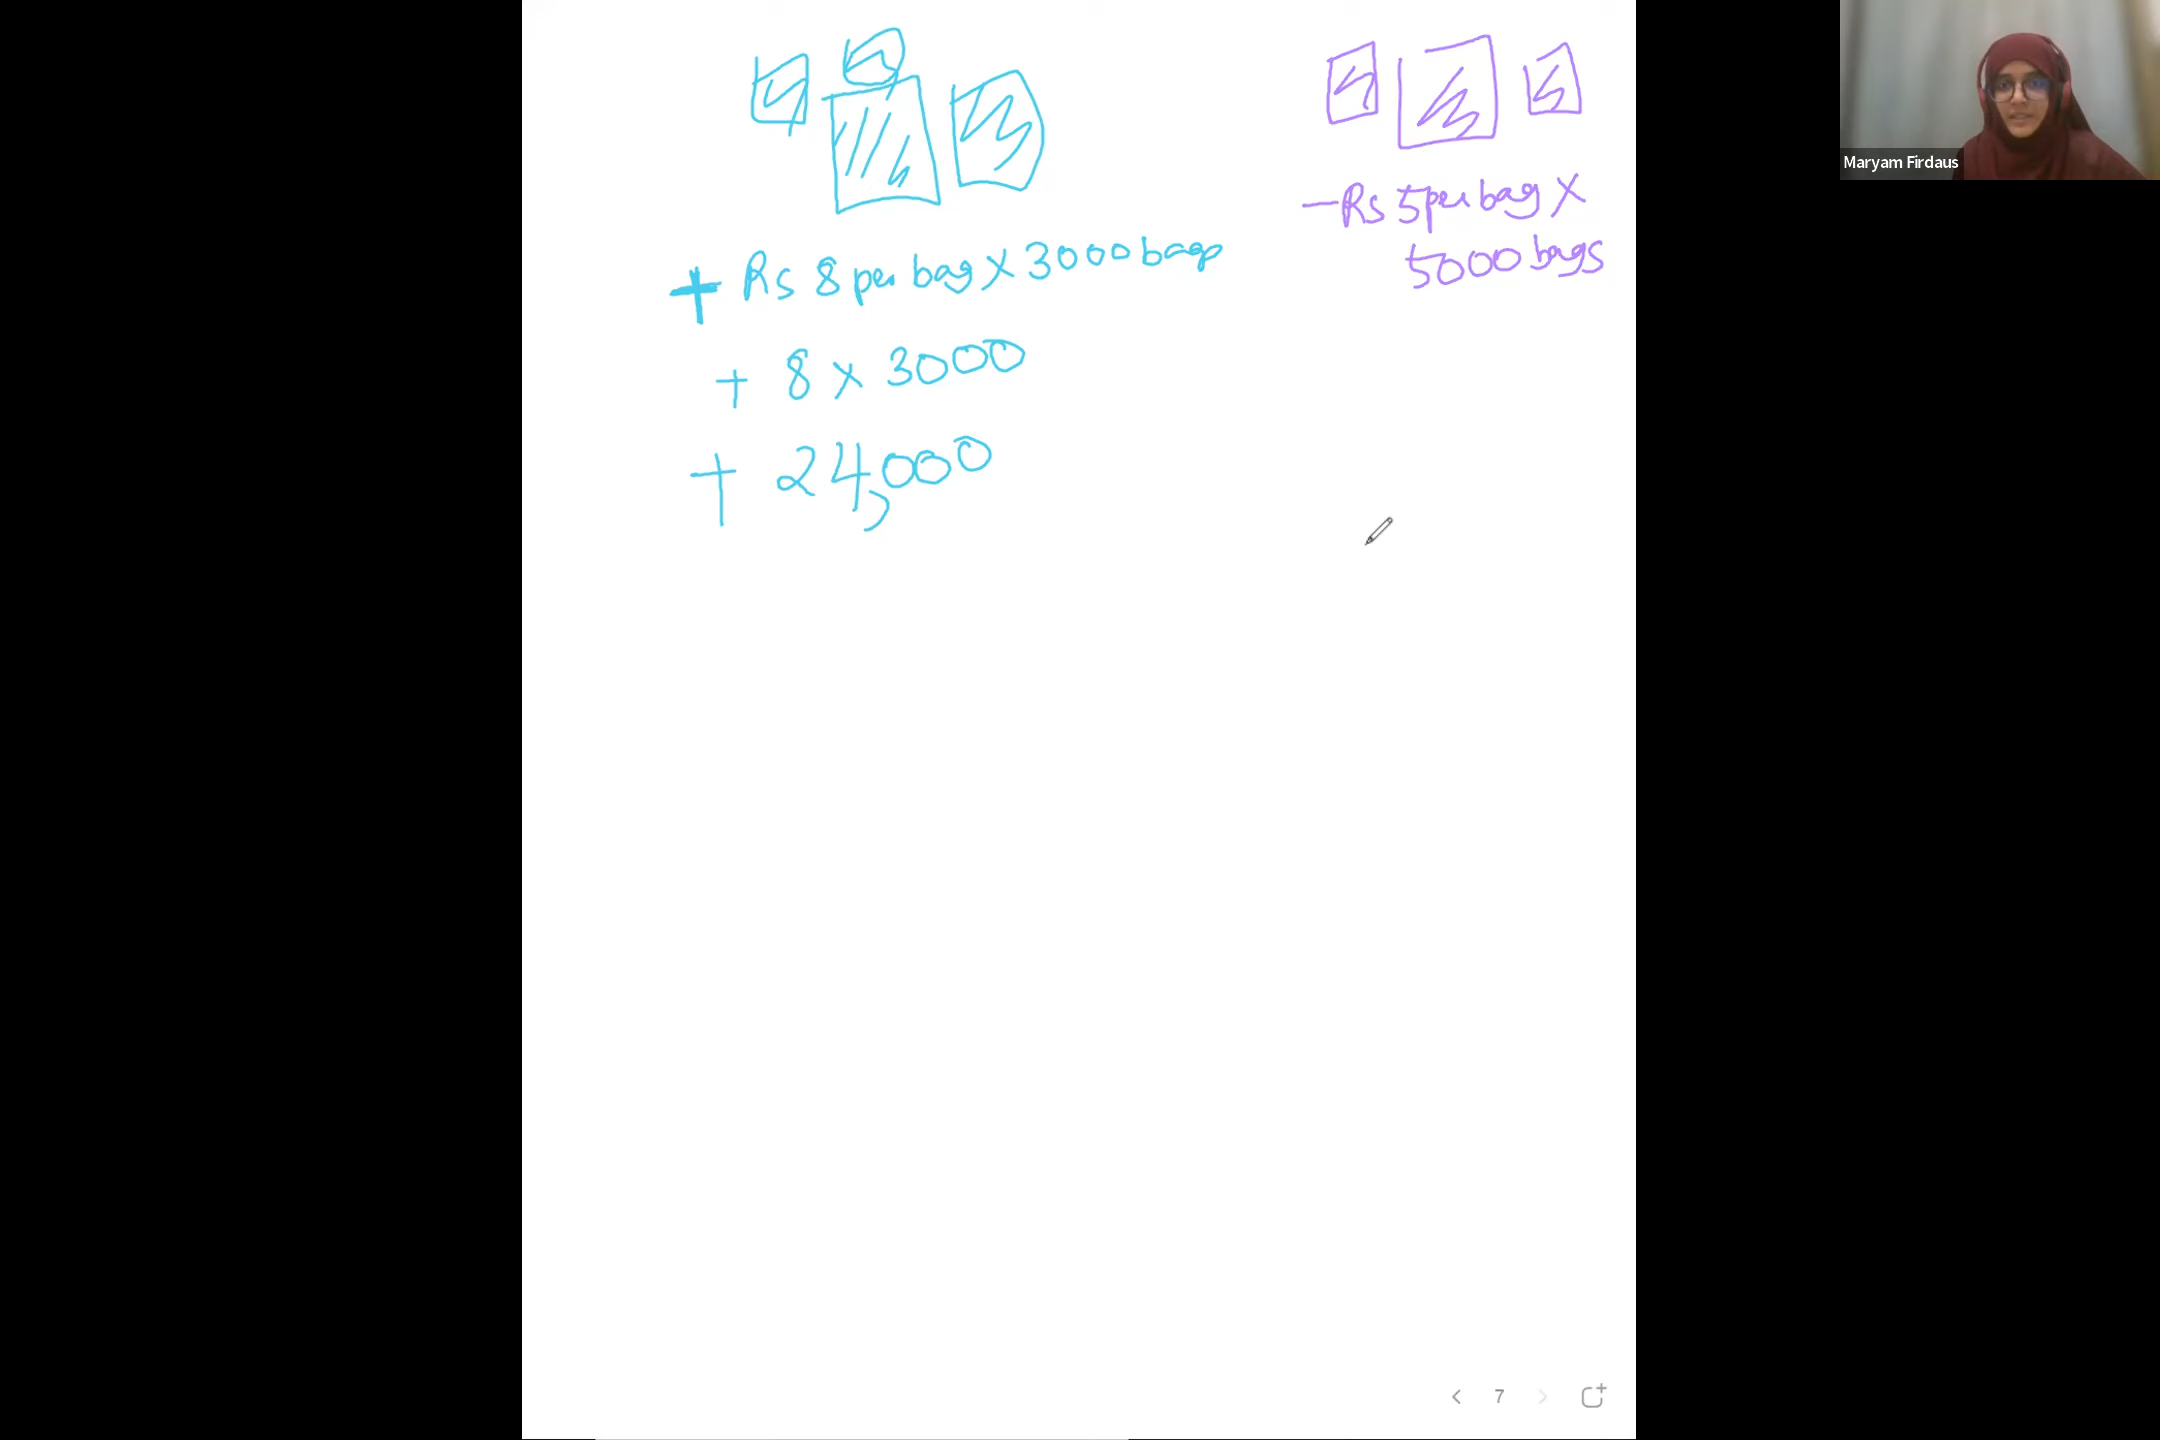 + Rs 8 per bag × 3000 bags
+ 8 × 3000
+ 24,000
- Rs 5 per bag ×
5000 bags
Maryam Firdaus
7